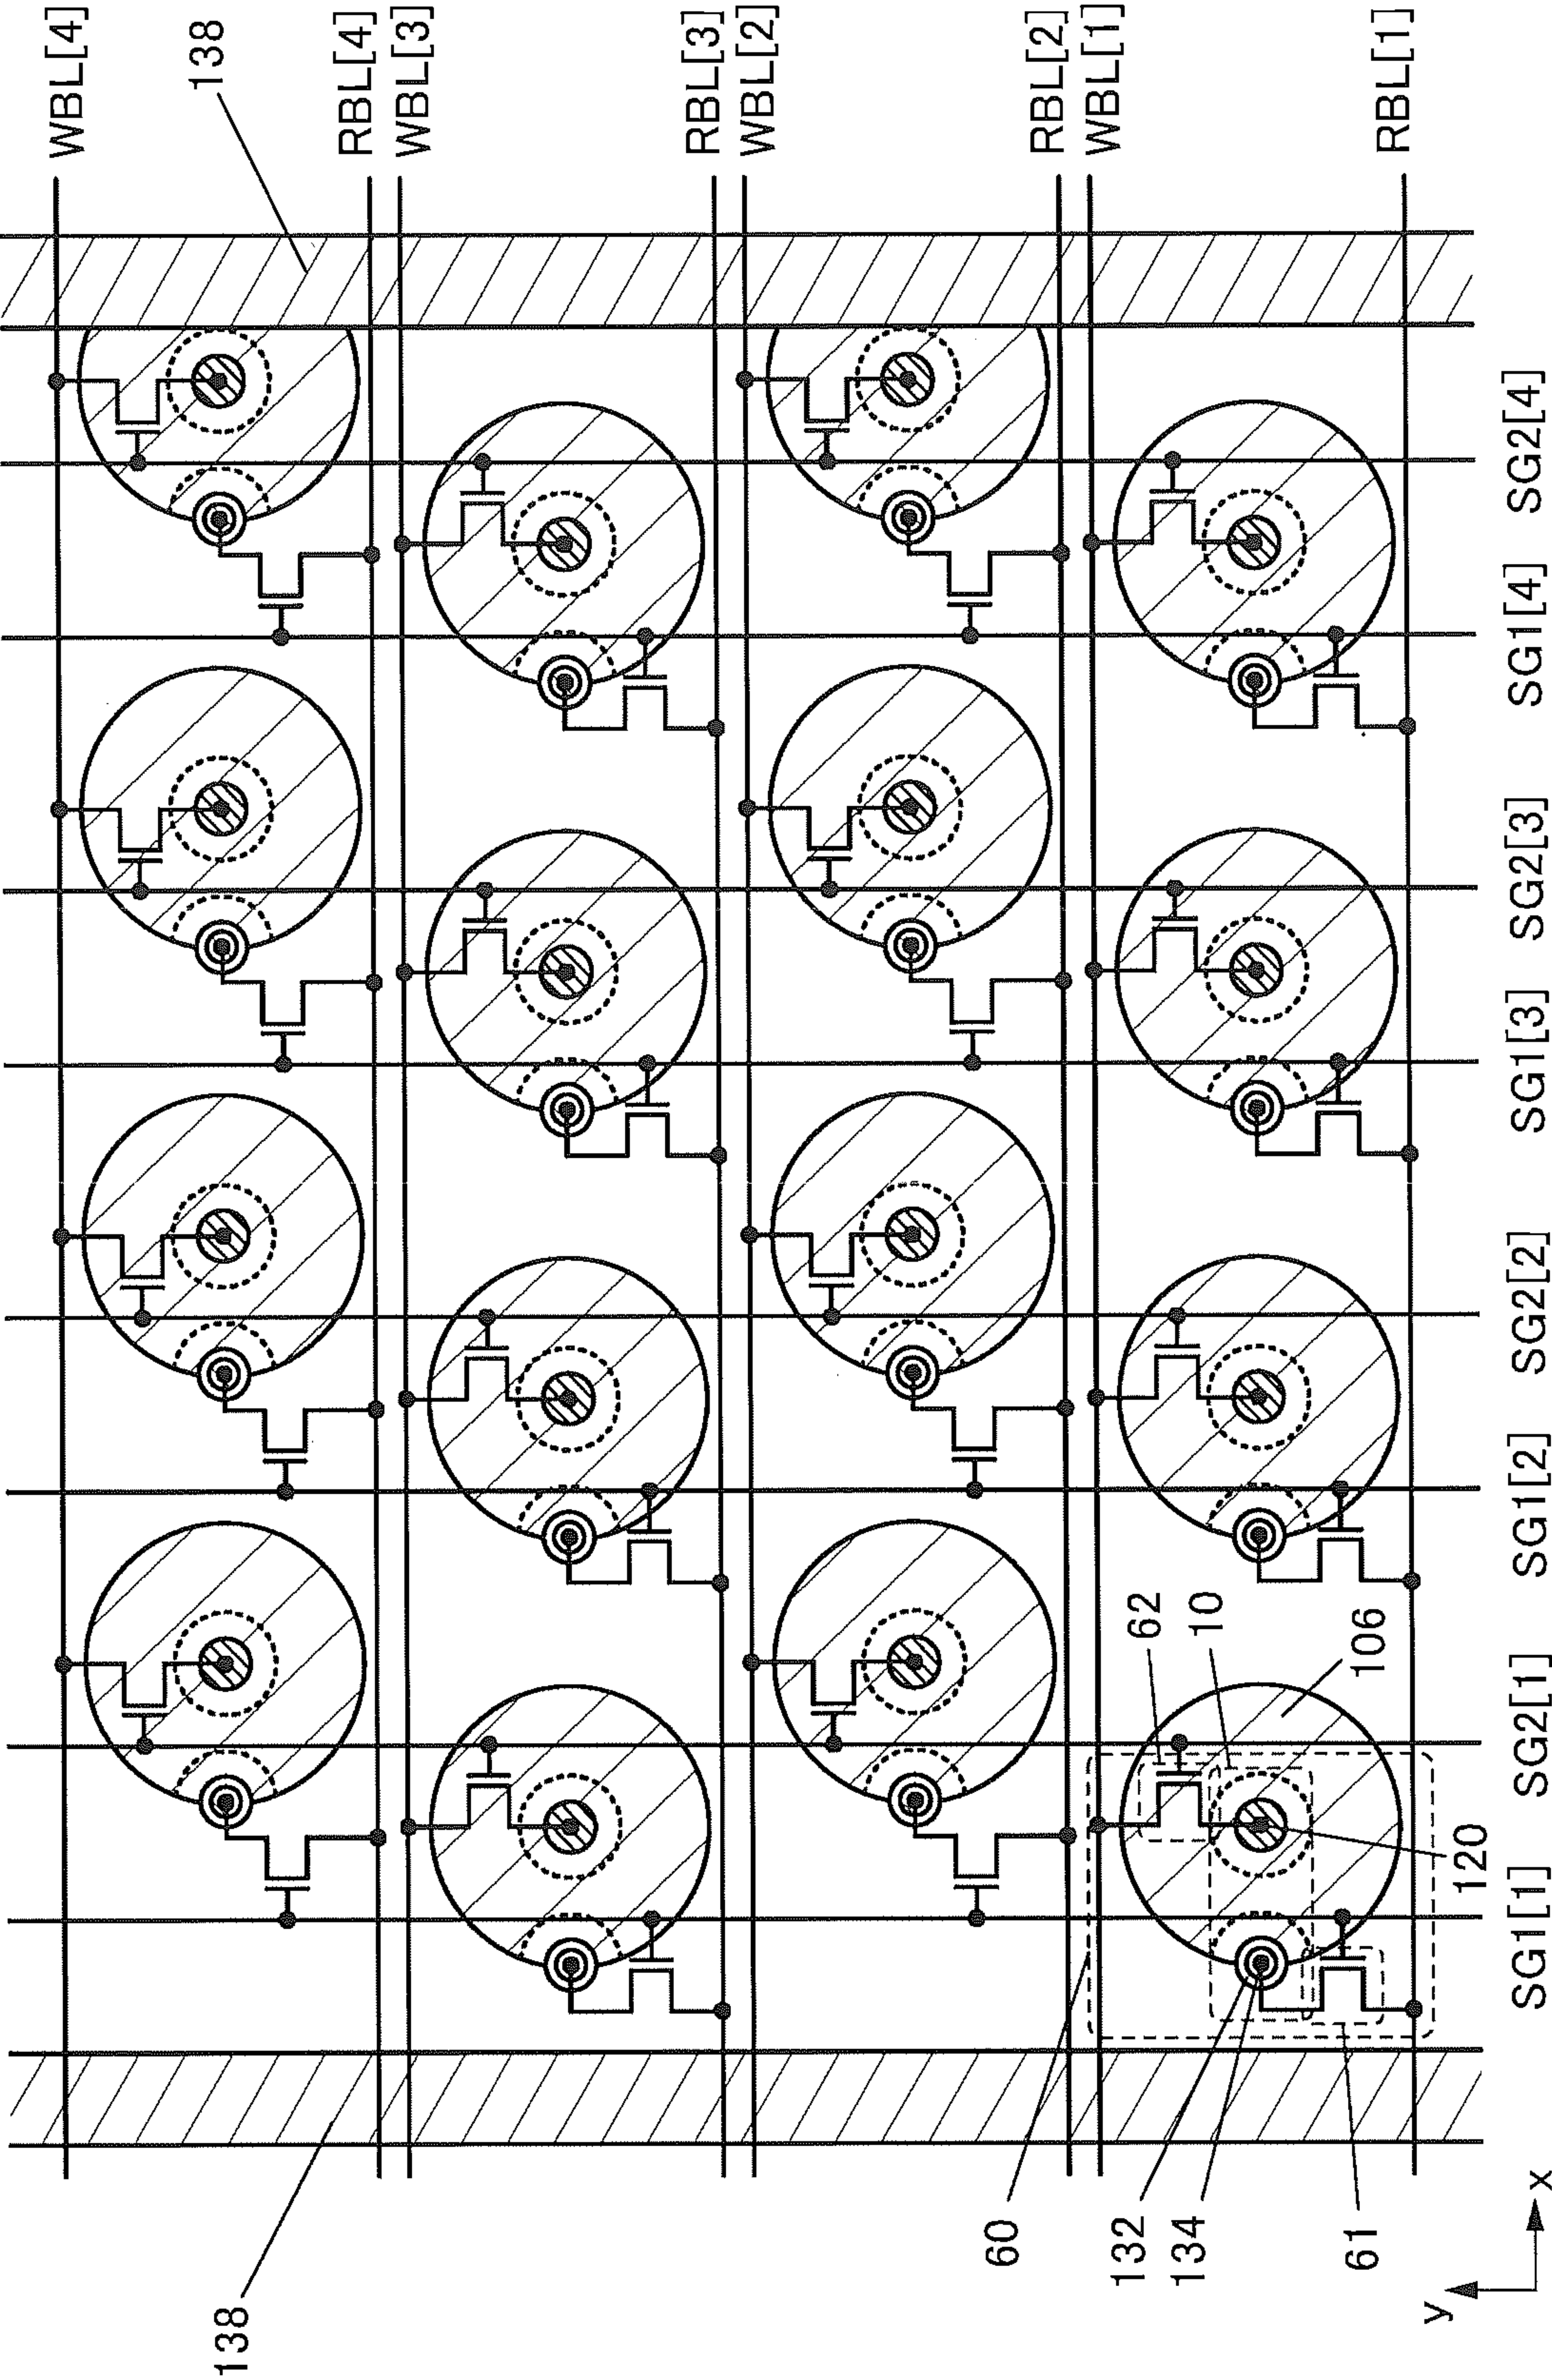 WBL[4]
138
RBL[4]
WBL[3]
RBL[3]
WBL[2]
RBL[2]
WBL[1]
RBL[1]
SG2[4]
SG1[4]
SG2[3]
SG1[3]
SG2[2]
SG1[2]
SG2[1]
SG1[1]
62
10
106
120
60
132
134
61
138
y
x